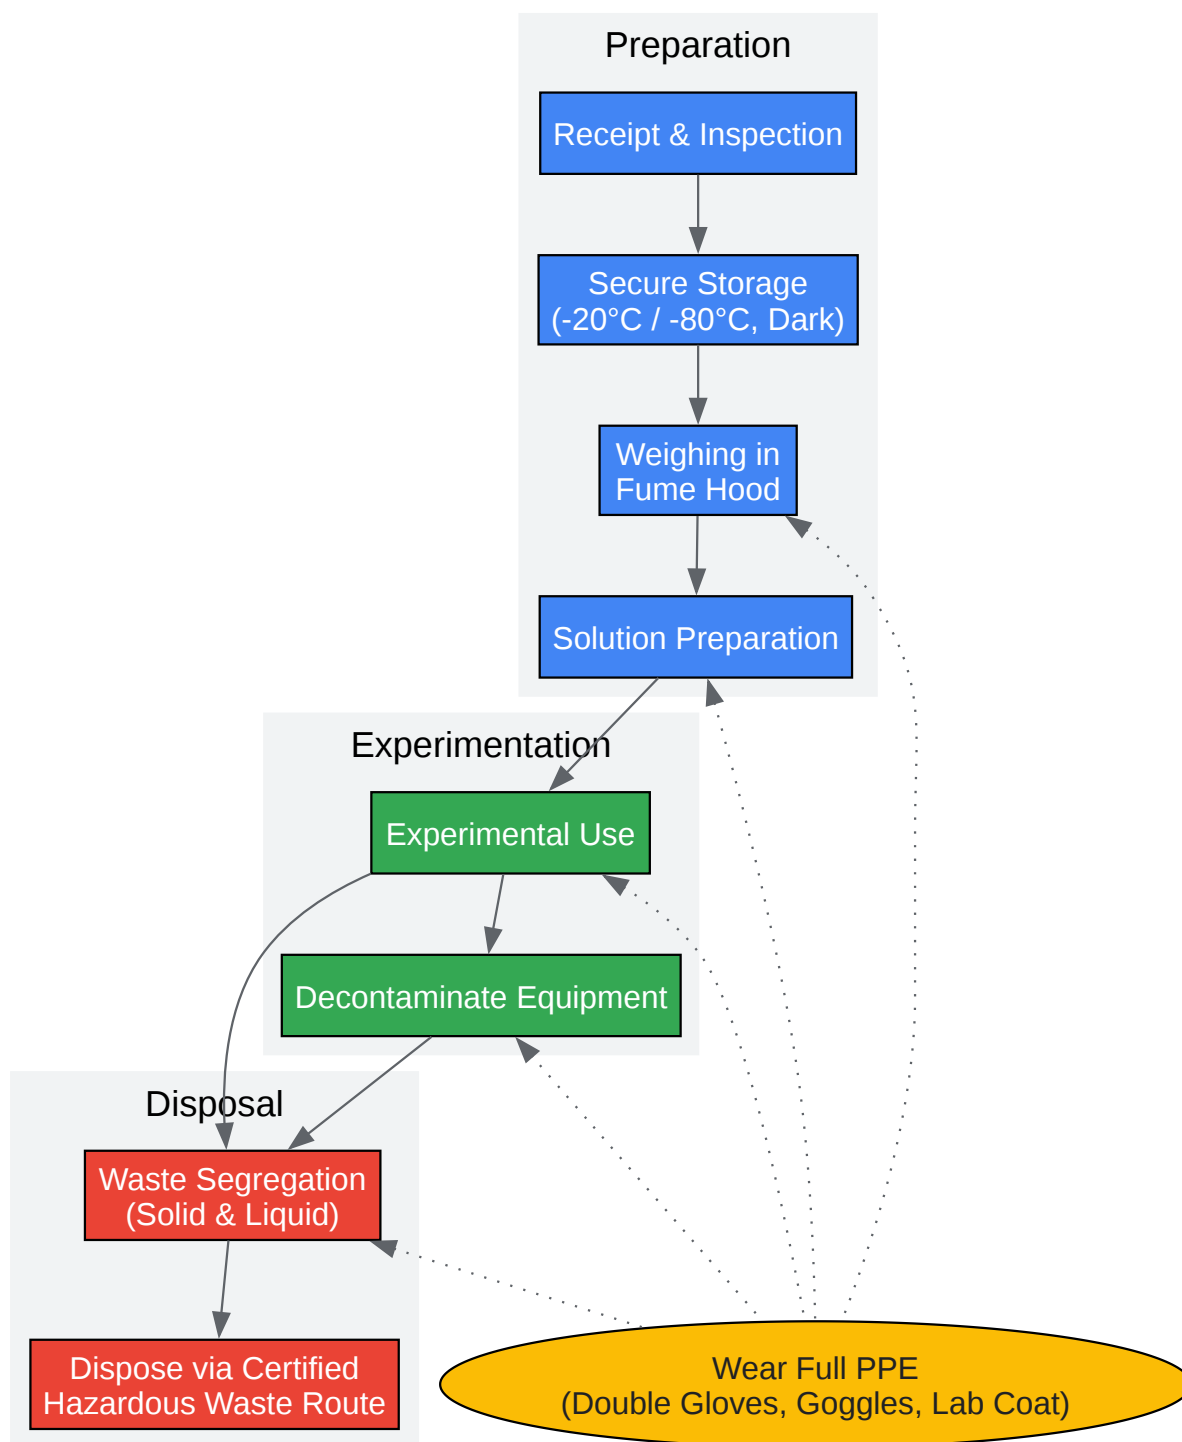 Preparation
Receipt & Inspection
Secure Storage
(-20°C / -80°C, Dark)
Weighing in
Fume Hood
Solution Preparation
Experimentation
Experimental Use
Decontaminate Equipment
Disposal
Waste Segregation
(Solid & Liquid)
Dispose via Certified
Hazardous Waste Route
Wear Full PPE
(Double Gloves, Goggles, Lab Coat)